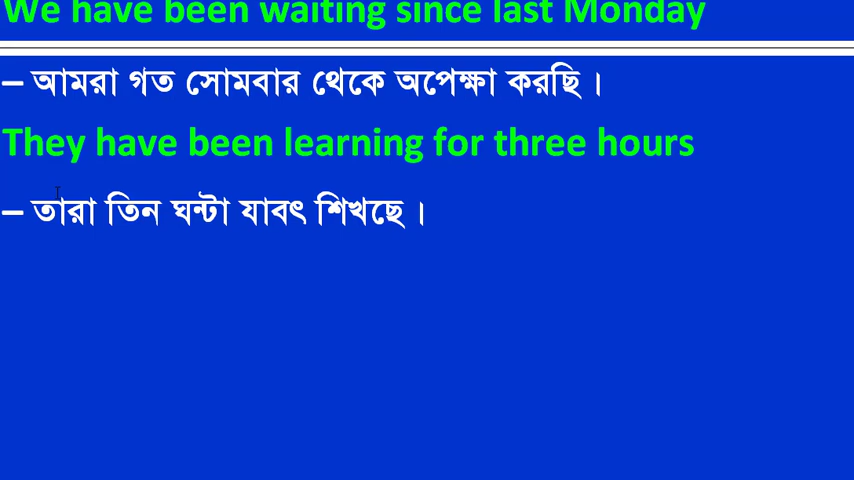 We have been waiting since last Monday
– আমরা গত সোমবার থেকে অপেক্ষা করছি ।
They have been learning for three hours
– তারা তিন ঘন্টা যাবৎ শিখছে ।